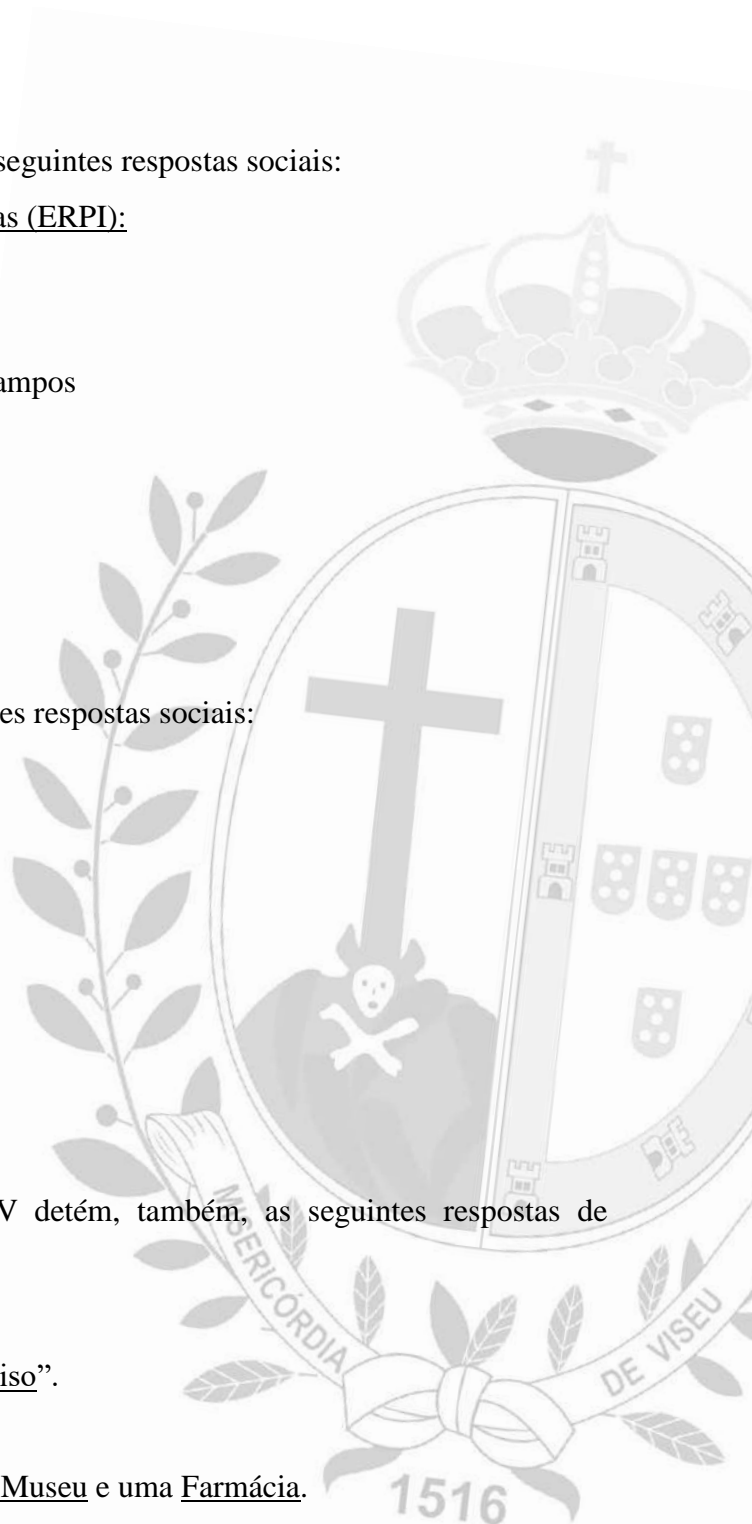 seguintes respostas sociais:
as (ERPI):
ampos
es respostas sociais:
V detém, também, as seguintes respostas de
iso”.
Museu e uma Farmácia.
MISERICÓRDIA
DE VISEU
1516